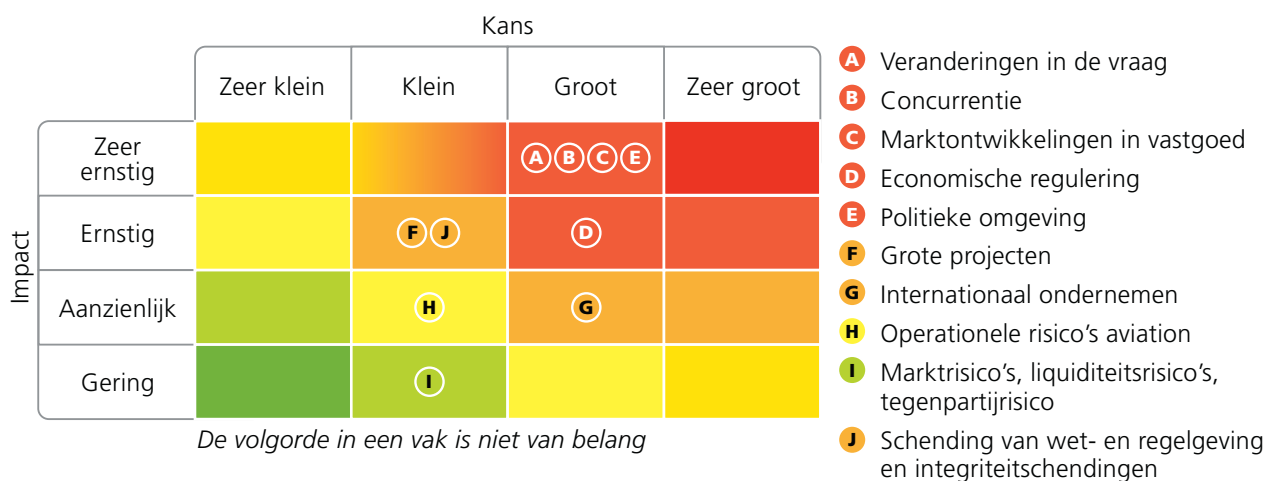 Kans
Zeer klein
Klein
Groot
Zeer groot
Impact
Zeer
ernstig
A B C E
Ernstig
F J
D
Aanzienlijk
H
G
Gering
I
De volgorde in een vak is niet van belang
A Veranderingen in de vraag
B Concurrentie
C Marktontwikkelingen in vastgoed
D Economische regulering
E Politieke omgeving
F Grote projecten
G Internationaal ondernemen
H Operationele risico's aviation
I Marktrisico's, liquiditeitsrisico's,
tegenpartijrisico
J Schending van wet- en regelgeving
en integriteitschendingen